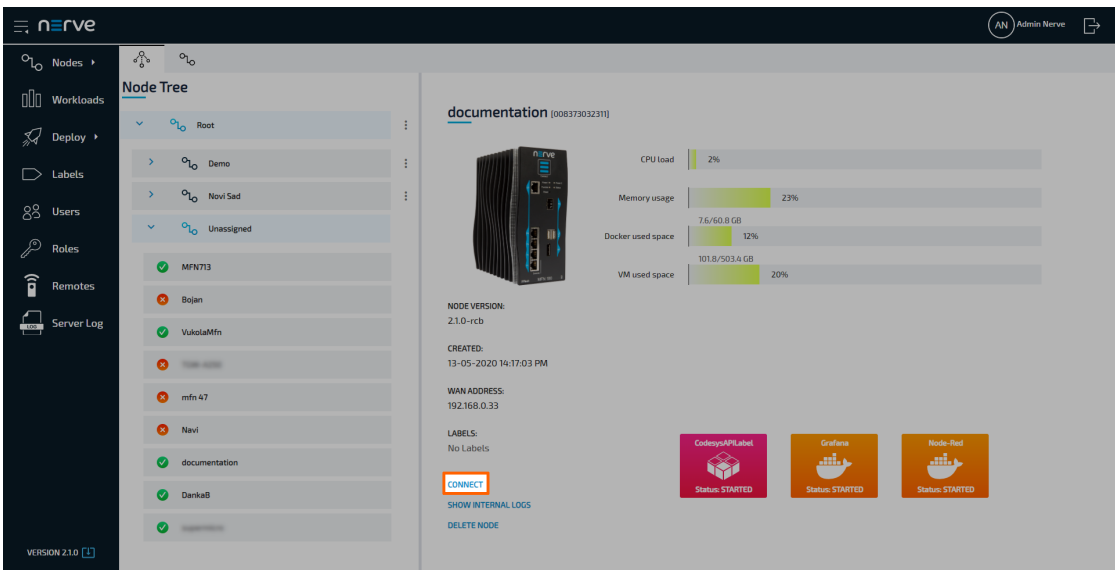 nerve
AN Admin Nerve
Nodes
Workloads
Deploy
Labels
Users
Roles
Remotes
LOG Server Log
VERSION 2.1.0
Node Tree
Root
Demo
Novi Sad
Unassigned
MFN713
Bojan
VukolaMfn
mfn 47
Navi
documentation
DankaB
documentation [008373032311]
nerve
CPU load 2%
Memory usage 23%
7.6/60.8 GB
Docker used space 12%
101.8/503.4 GB
VM used space 20%
NODE VERSION:
2.1.0-rcb
CREATED:
13-05-2020 14:17:03 PM
WAN ADDRESS:
192.168.0.33
LABELS:
No Labels
CONNECT
SHOW INTERNAL LOGS
DELETE NODE
CodesysAPILabel
Status: STARTED
Grafana
Status: STARTED
Node-Red
Status: STARTED